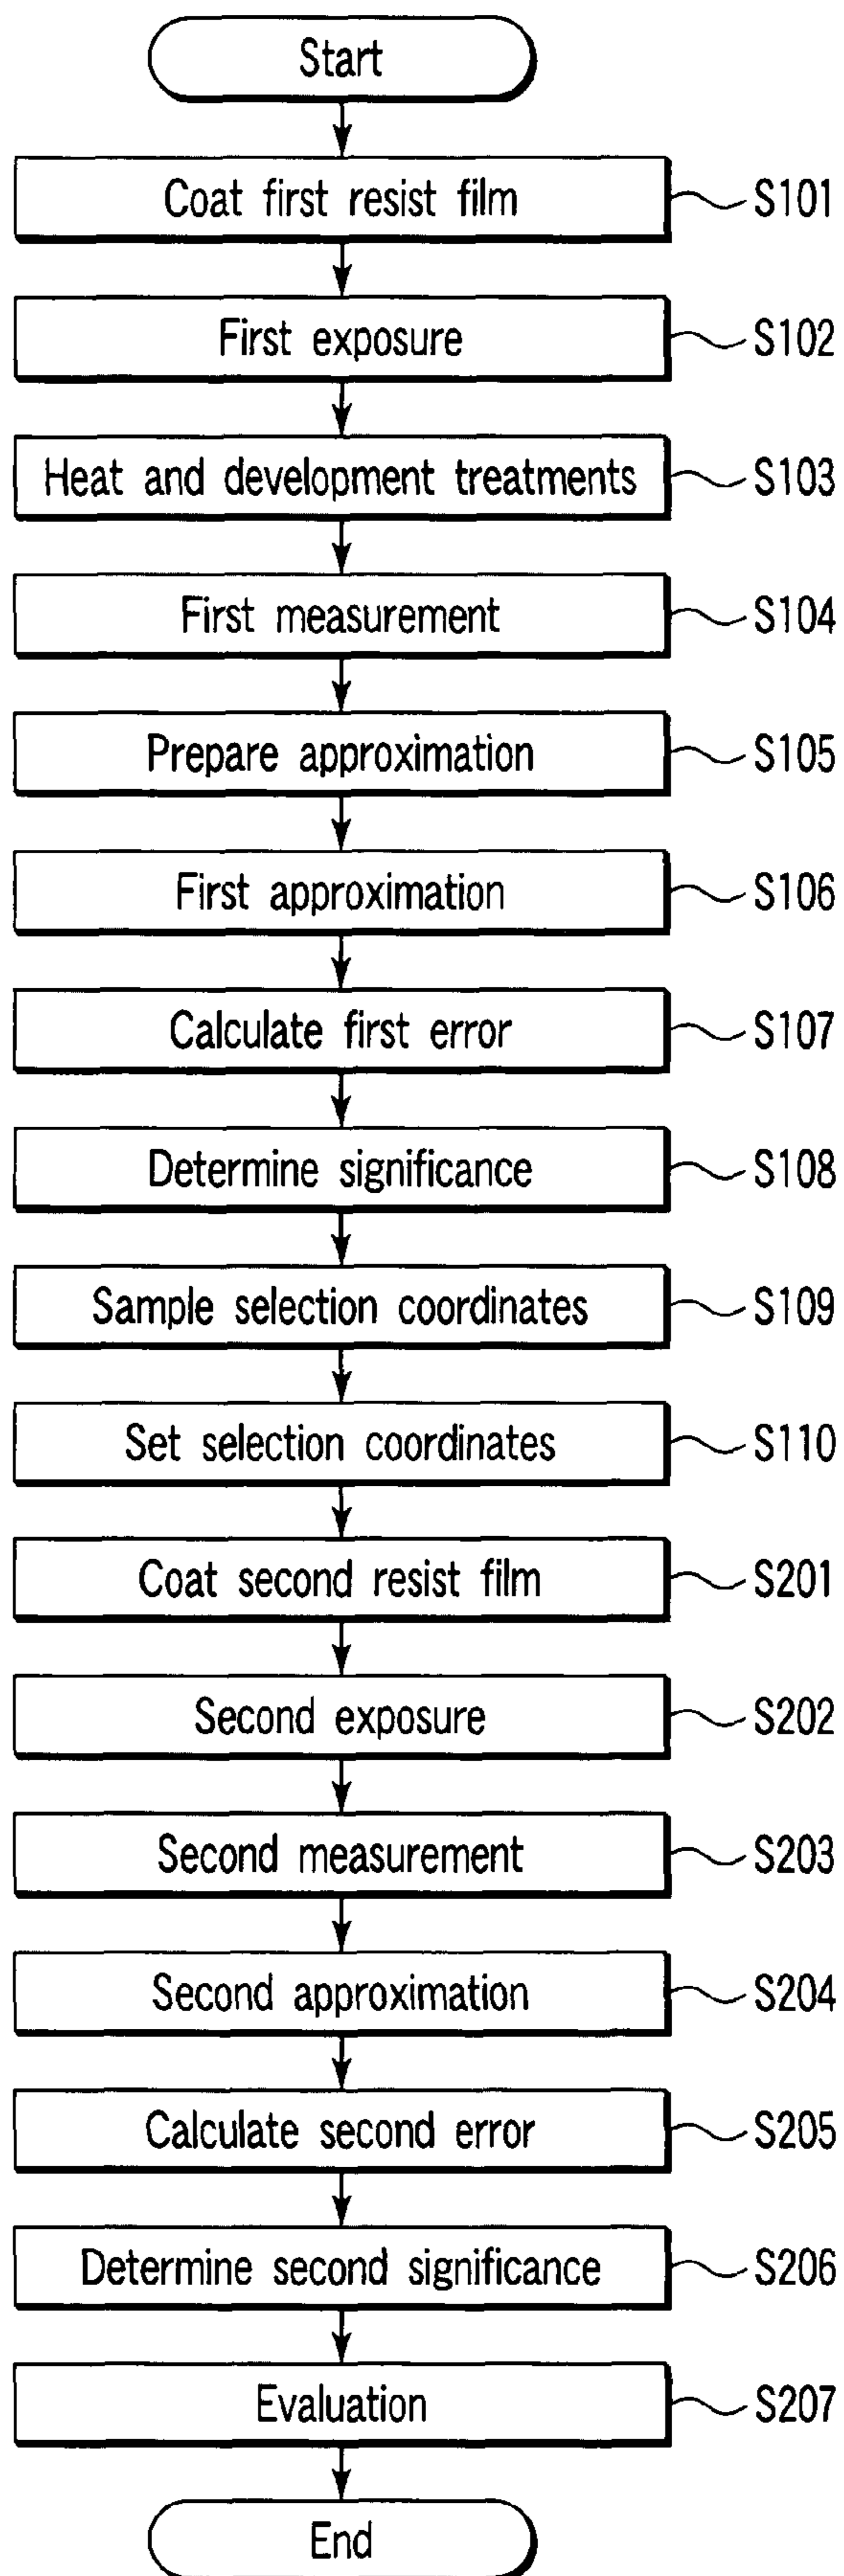 Start
Coat first resist film S101
First exposure S102
Heat and development treatments S103
First measurement S104
Prepare approximation S105
First approximation S106
Calculate first error S107
Determine significance S108
Sample selection coordinates S109
Set selection coordinates S110
Coat second resist film S201
Second exposure S202
Second measurement S203
Second approximation S204
Calculate second error S205
Determine second significance S206
Evaluation S207
End